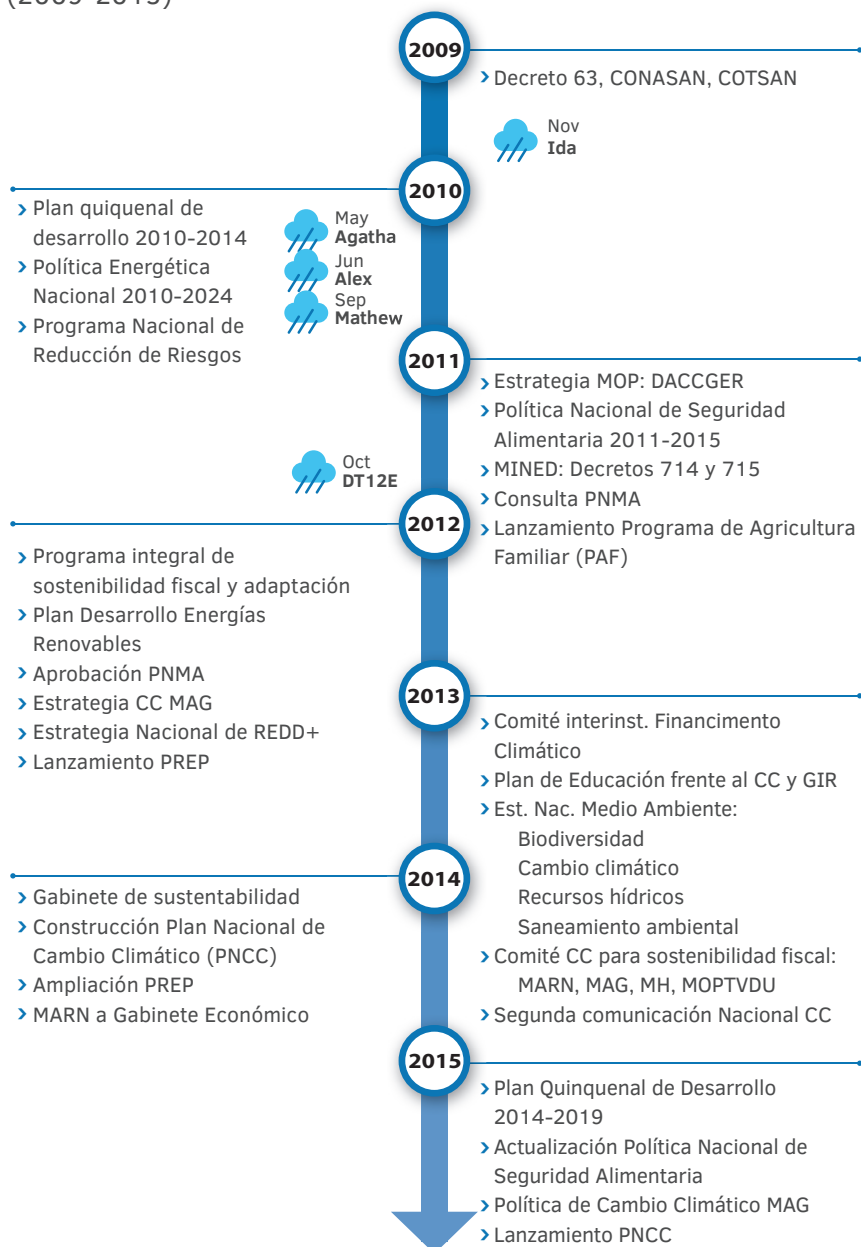 (2009-2015)
2009
Decreto 63, CONASAN, COTSAN
Nov
Ida
2010
Plan quiquenal de
desarrollo 2010-2014
Política Energética
Nacional 2010-2024
Programa Nacional de
Reducción de Riesgos
May
Agatha
Jun
Alex
Sep
Mathew
2011
Estrategia MOP: DACCGER
Política Nacional de Seguridad
Alimentaria 2011-2015
MINED: Decretos 714 y 715
Consulta PNMA
Lanzamiento Programa de Agricultura
Familiar (PAF)
Oct
DT12E
2012
Programa integral de
sostenibilidad fiscal y adaptación
Plan Desarrollo Energías
Renovables
Aprobación PNMA
Estrategia CC MAG
Estrategia Nacional de REDD+
Lanzamiento PREP
2013
Comité interinst. Financimento
Climático
Plan de Educación frente al CC y GIR
Est. Nac. Medio Ambiente:
Biodiversidad
Cambio climático
Recursos hídricos
Saneamiento ambiental
Comité CC para sostenibilidad fiscal:
MARN, MAG, MH, MOPTVDU
Segunda comunicación Nacional CC
2014
Gabinete de sustentabilidad
Construcción Plan Nacional de
Cambio Climático (PNCC)
Ampliación PREP
MARN a Gabinete Económico
2015
Plan Quinquenal de Desarrollo
2014-2019
Actualización Política Nacional de
Seguridad Alimentaria
Política de Cambio Climático MAG
Lanzamiento PNCC